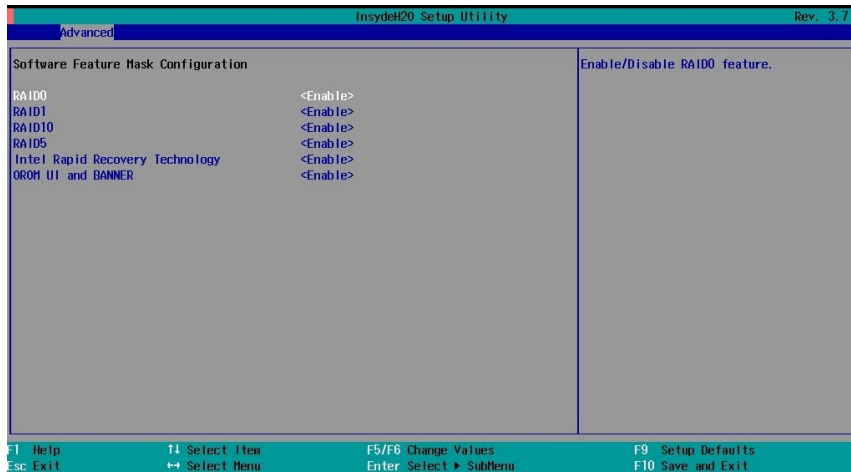 InsydeH20 Setup Utility Rev. 3.7
Advanced
Software Feature Mask Configuration
Enable/Disable RAID0 feature.
RAID0 <Enable>
RAID1 <Enable>
RAID10 <Enable>
RAID5 <Enable>
Intel Rapid Recovery Technology <Enable>
OROM UI and BANNER <Enable>
F1 Help ↑↓ Select Item F5/F6 Change Values F9 Setup Defaults
Esc Exit ↔ Select Menu Enter Select ▶ SubMenu F10 Save and Exit